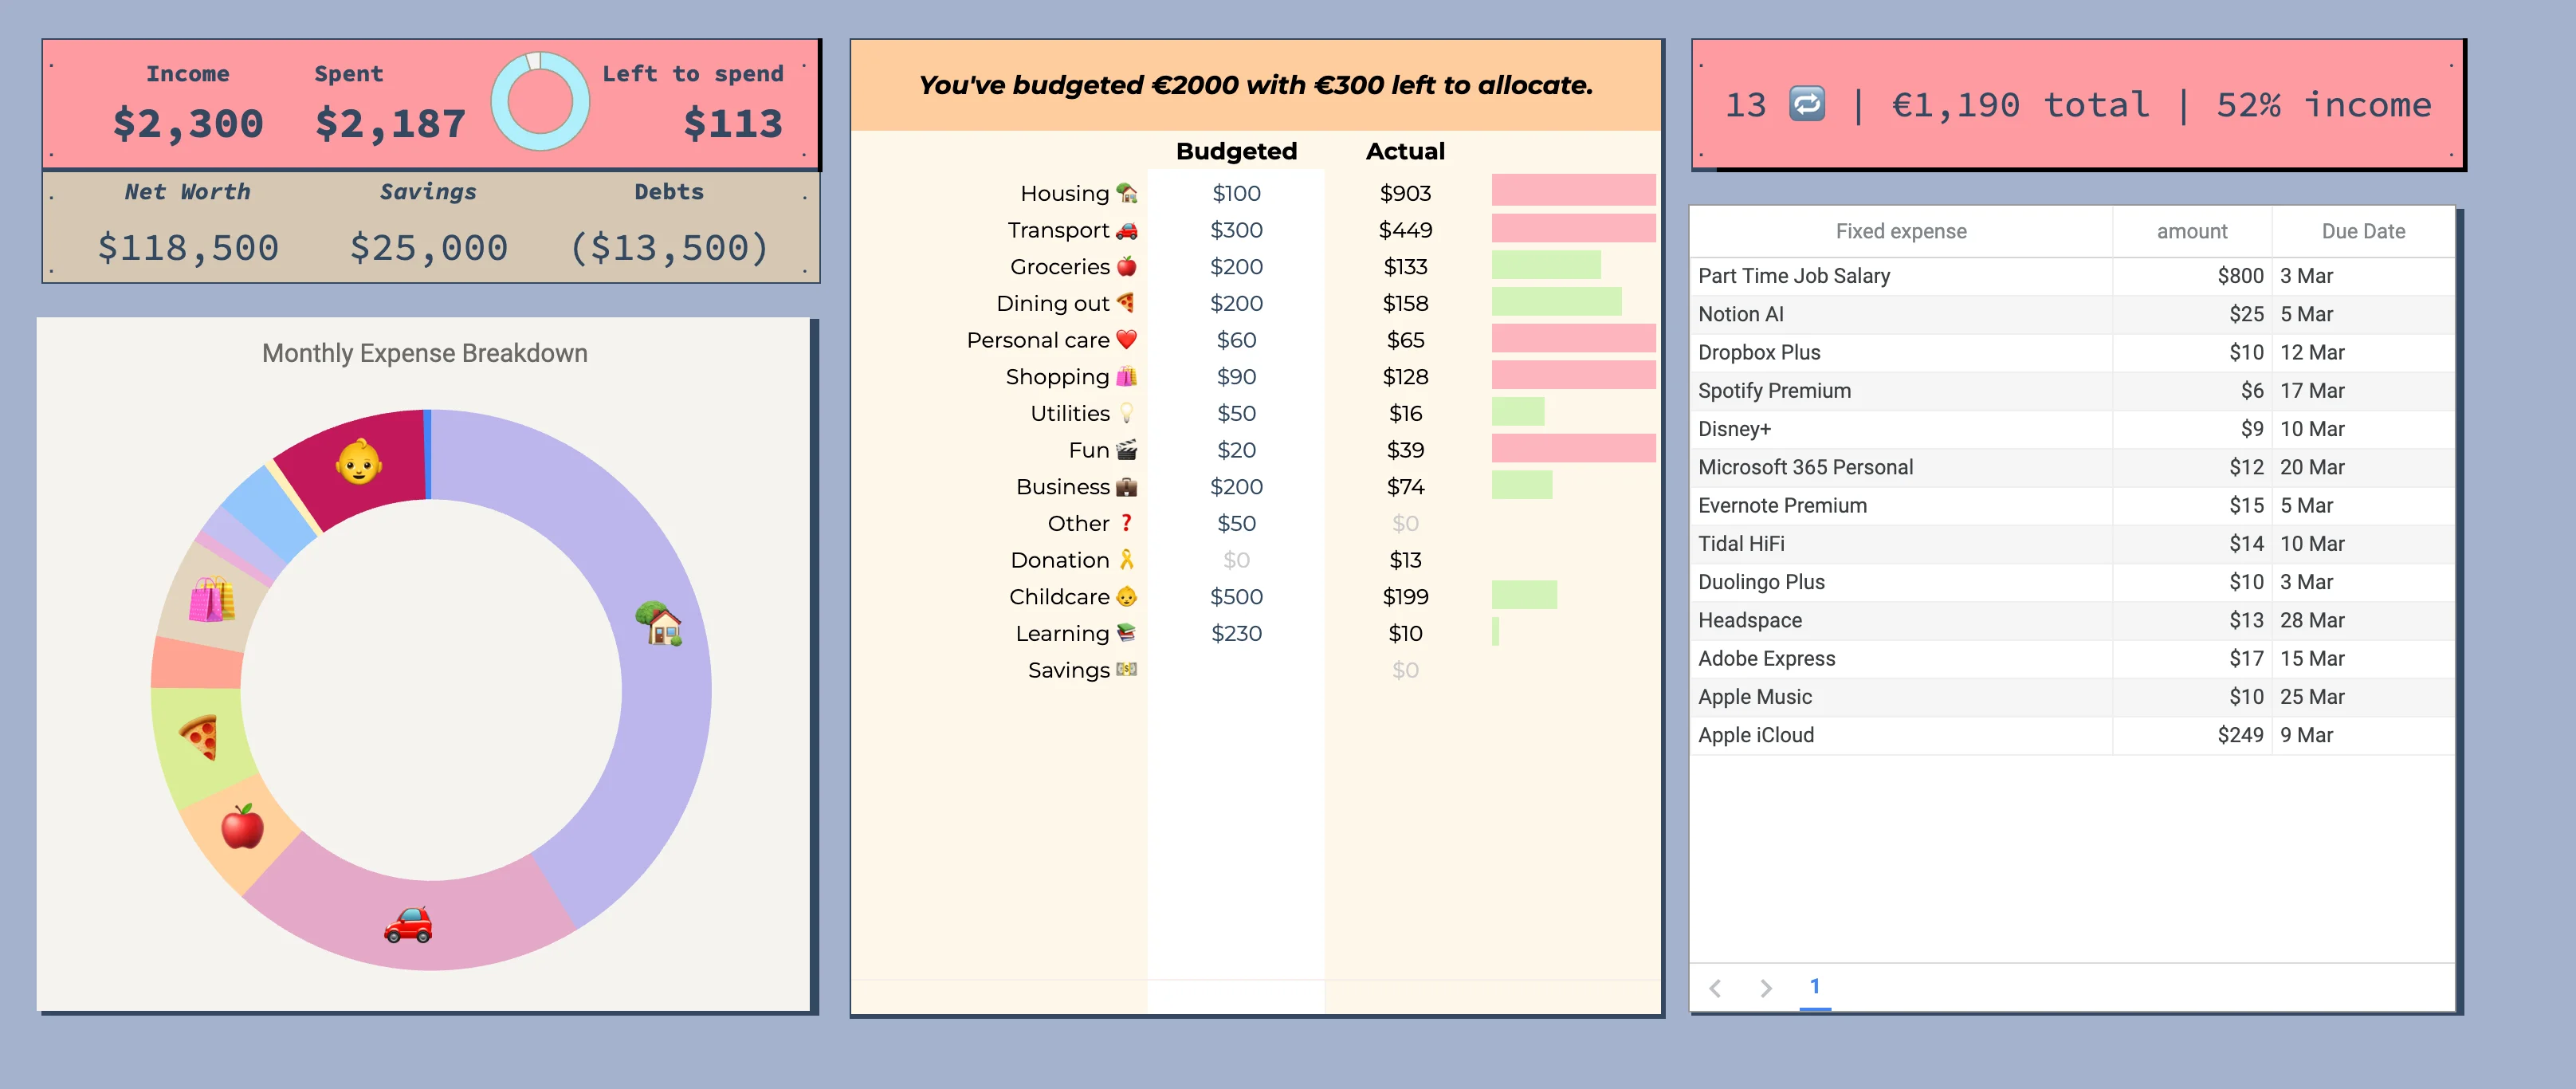 Income Spent Left to spend
$2,300 $2,187 $113
Net Worth Savings Debts
$118,500 $25,000 ($13,500)
Monthly Expense Breakdown
You've budgeted €2000 with €300 left to allocate.
Budgeted Actual
Housing 🏡 $100 $903
Transport 🚗 $300 $449
Groceries 🍎 $200 $133
Dining out 🍕 $200 $158
Personal care ❤️ $60 $65
Shopping 🛍️ $90 $128
Utilities 💡 $50 $16
Fun 🎬 $20 $39
Business 💼 $200 $74
Other ❓ $50 $0
Donation 🎗️ $0 $13
Childcare 👶 $500 $199
Learning 📚 $230 $10
Savings 💵 $0
13 🔁 | €1,190 total | 52% income
Fixed expense amount Due Date
Part Time Job Salary $800 3 Mar
Notion AI $25 5 Mar
Dropbox Plus $10 12 Mar
Spotify Premium $6 17 Mar
Disney+ $9 10 Mar
Microsoft 365 Personal $12 20 Mar
Evernote Premium $15 5 Mar
Tidal HiFi $14 10 Mar
Duolingo Plus $10 3 Mar
Headspace $13 28 Mar
Adobe Express $17 15 Mar
Apple Music $10 25 Mar
Apple iCloud $249 9 Mar
1